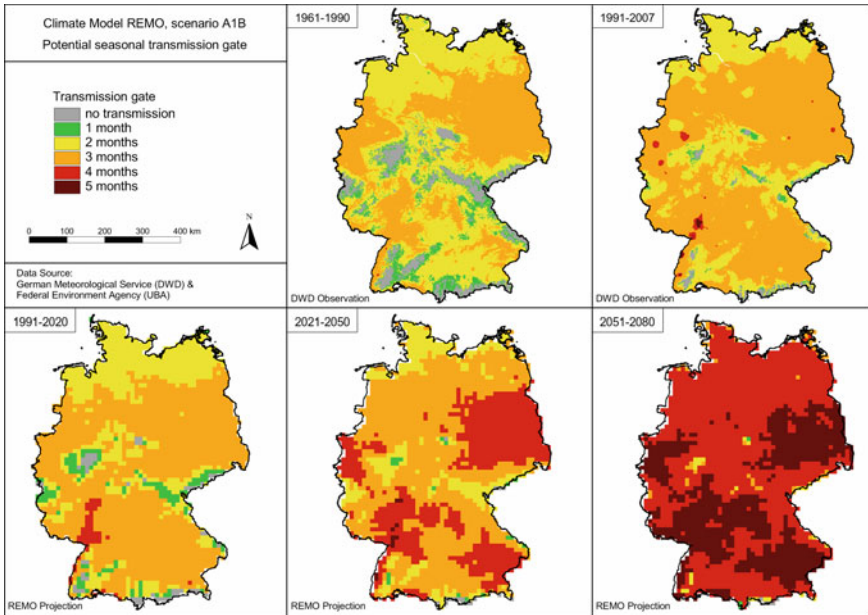 Climate Model REMO, scenario A1B
Potential seasonal transmission gate
Transmission gate
no transmission
1 month
2 months
3 months
4 months
5 months
N
0 100 200 300 400 km
Data Source:
German Meteorological Service (DWD) &
Federal Environment Agency (UBA)
1961-1990
DWD Observation
1991-2007
DWD Observation
1991-2020
REMO Projection
2021-2050
REMO Projection
2051-2080
REMO Projection